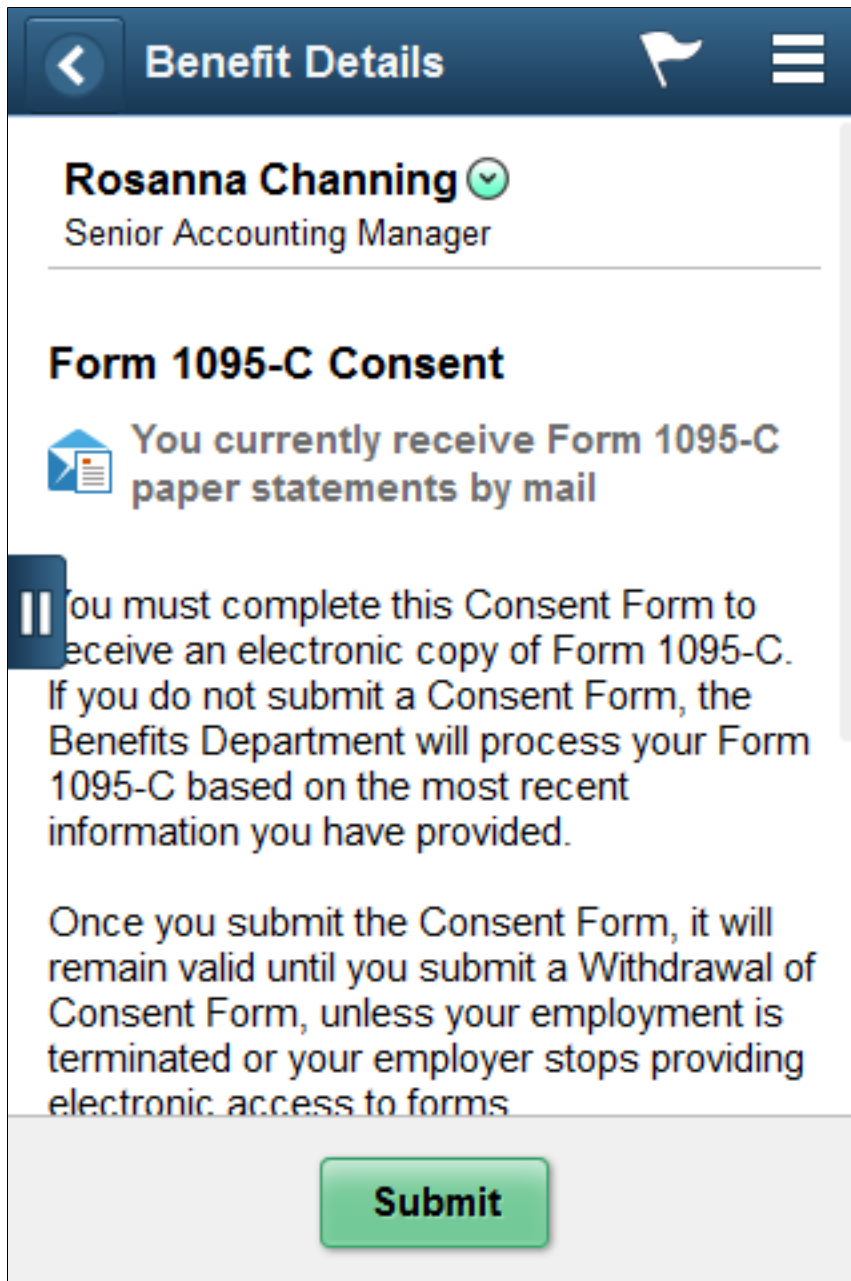 Benefit Details
Rosanna Channing
Senior Accounting Manager
Form 1095-C Consent
You currently receive Form 1095-C
paper statements by mail
You must complete this Consent Form to
receive an electronic copy of Form 1095-C.
If you do not submit a Consent Form, the
Benefits Department will process your Form
1095-C based on the most recent
information you have provided.
Once you submit the Consent Form, it will
remain valid until you submit a Withdrawal of
Consent Form, unless your employment is
terminated or your employer stops providing
electronic access to forms
Submit